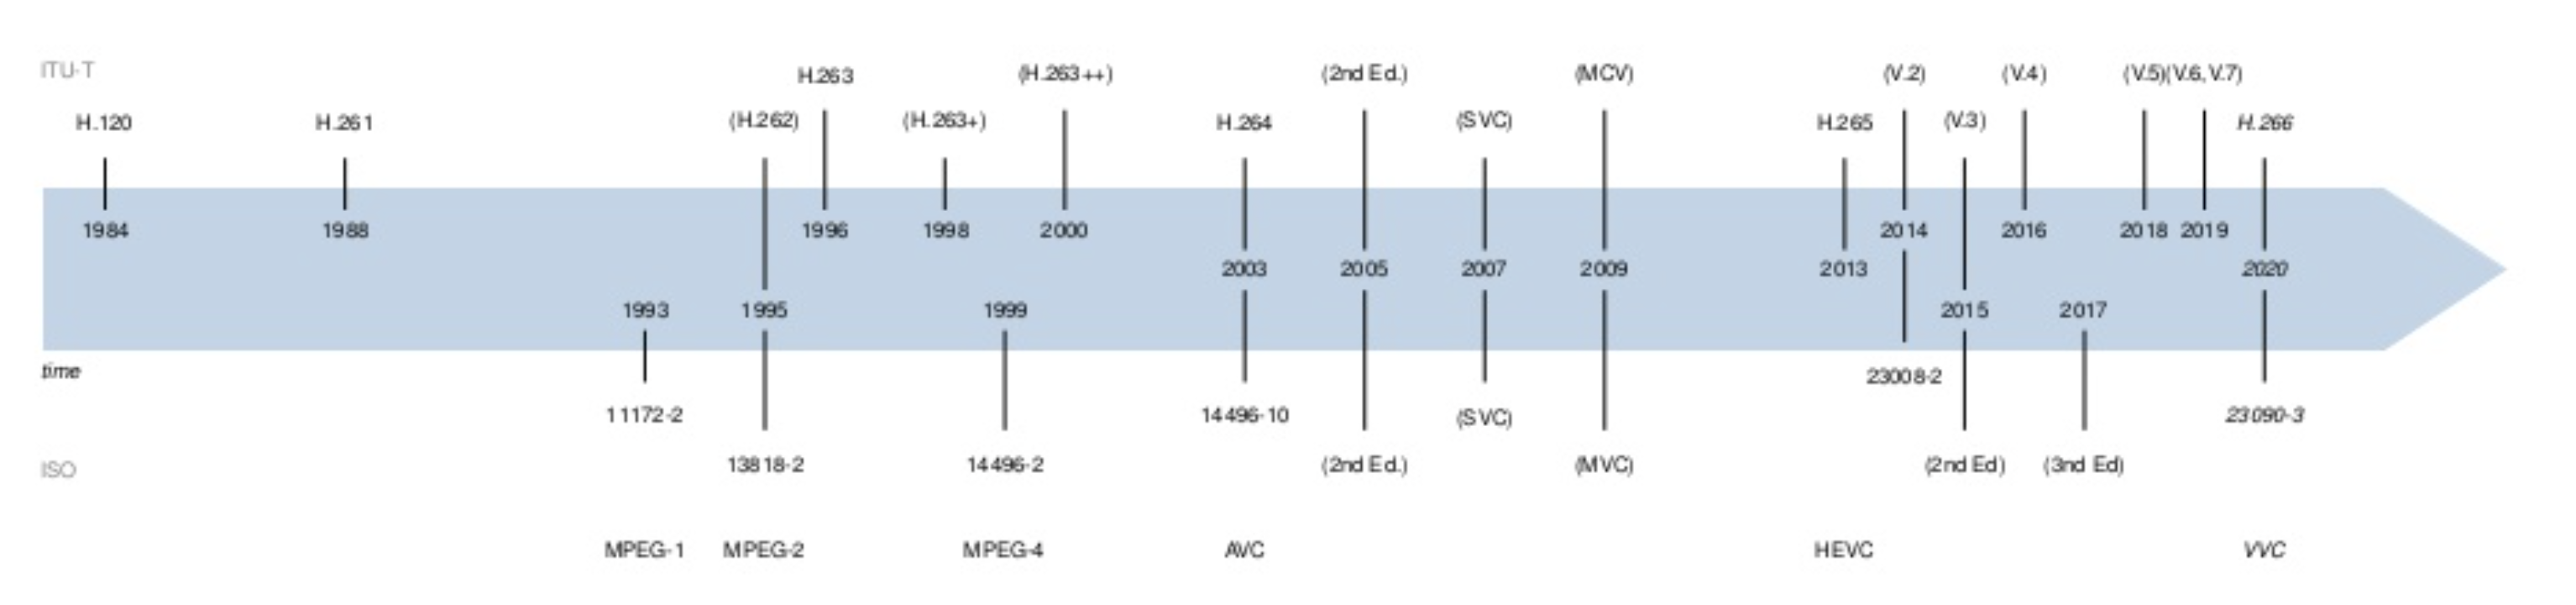 ITU-T
H.263 (H.263++) (2nd Ed.) (MCV) (V.2) (V.4) (V.5)(V.6, V.7)
H.120 H.261 (H.262) (H.263+) H.264 (SVC) H.265 (V.3) H.266
1984 1988 1996 1998 2000 2014 2016 2018 2019
2003 2005 2007 2009 2013 2020
1993 1995 1999 2015 2017
time
23008-2
11172-2 14496-10 (SVC) 23090-3
ISO
13818-2 14496-2 (2nd Ed.) (MVC) (2nd Ed) (3nd Ed)
MPEG-1 MPEG-2 MPEG-4 AVC HEVC VVC